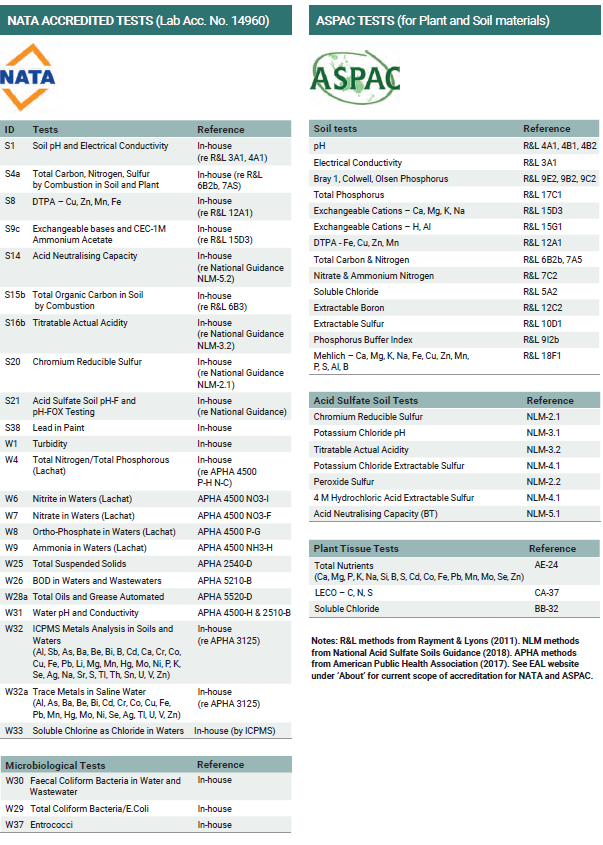 NATA ACCREDITED TESTS (Lab Acc. No. 14960)
NATA
ID Tests Reference
S1 Soil pH and Electrical Conductivity In-house
(re R&L 3A1, 4A1)
S4a Total Carbon, Nitrogen, Sulfur In-house (re R&L
by Combustion in Soil and Plant 6B2b, 7AS)
S8 DTPA – Cu, Zn, Mn, Fe In-house
(re R&L 12A1)
S9c Exchangeable bases and CEC-1M In-house
Ammonium Acetate (re R&L 15D3)
S14 Acid Neutralising Capacity In-house
(re National Guidance
NLM-5.2)
S15b Total Organic Carbon in Soil In-house
by Combustion (re R&L 6B3)
S16b Titratable Actual Acidity In-house
(re National Guidance
NLM-3.2)
S20 Chromium Reducible Sulfur In-house
(re National Guidance
NLM-2.1)
S21 Acid Sulfate Soil pH-F and In-house
pH-FOX Testing (re National Guidance)
S38 Lead in Paint In-house
W1 Turbidity In-house
W4 Total Nitrogen/Total Phosphorous In-house
(Lachat) (re APHA 4500
P-H N-C)
W6 Nitrite in Waters (Lachat) APHA 4500 NO3-I
W7 Nitrate in Waters (Lachat) APHA 4500 NO3-F
W8 Ortho-Phosphate in Waters (Lachat) APHA 4500 P-G
W9 Ammonia in Waters (Lachat) APHA 4500 NH3-H
W25 Total Suspended Solids APHA 2540-D
W26 BOD in Waters and Wastewaters APHA 5210-B
W28a Total Oils and Grease Automated APHA 5520-D
W31 Water pH and Conductivity APHA 4500-H & 2510-B
W32 ICPMS Metals Analysis in Soils and In-house
Waters (re APHA 3125)
(Al, Sb, As, Ba, Be, Bi, B, Cd, Ca, Cr, Co,
Cu, Fe, Pb, Li, Mg, Mn, Hg, Mo, Ni, P, K,
Se, Ag, Na, Sr, S, Tl, Th, Sn, U, V, Zn)
W32a Trace Metals in Saline Water In-house
(Al, As, Ba, Be, Bi, Cd, Cr, Co, Cu, Fe, (re APHA 3125)
Pb, Mn, Hg, Mo, Ni, Se, Ag, Tl, U, V, Zn)
W33 Soluble Chlorine as Chloride in Waters In-house (by ICPMS)
Microbiological Tests Reference
W30 Faecal Coliform Bacteria in Water and In-house
Wastewater
W29 Total Coliform Bacteria/E.Coli In-house
W37 Entrococci In-house
ASPAC TESTS (for Plant and Soil materials)
ASPAC
Soil tests Reference
pH R&L 4A1, 4B1, 4B2
Electrical Conductivity R&L 3A1
Bray 1, Colwell, Olsen Phosphorus R&L 9E2, 9B2, 9C2
Total Phosphorus R&L 17C1
Exchangeable Cations – Ca, Mg, K, Na R&L 15D3
Exchangeable Cations – H, Al R&L 15G1
DTPA - Fe, Cu, Zn, Mn R&L 12A1
Total Carbon & Nitrogen R&L 6B2b, 7A5
Nitrate & Ammonium Nitrogen R&L 7C2
Soluble Chloride R&L 5A2
Extractable Boron R&L 12C2
Extractable Sulfur R&L 10D1
Phosphorus Buffer Index R&L 9I2b
Mehlich – Ca, Mg, K, Na, Fe, Cu, Zn, Mn, R&L 18F1
P, S, Al, B
Acid Sulfate Soil Tests Reference
Chromium Reducible Sulfur NLM-2.1
Potassium Chloride pH NLM-3.1
Titratable Actual Acidity NLM-3.2
Potassium Chloride Extractable Sulfur NLM-4.1
Peroxide Sulfur NLM-2.2
4 M Hydrochloric Acid Extractable Sulfur NLM-4.1
Acid Neutralising Capacity (BT) NLM-5.1
Plant Tissue Tests Reference
Total Nutrients AE-24
(Ca, Mg, P, K, Na, Si, B, S, Cd, Co, Fe, Pb, Mn, Mo, Se, Zn)
LECO – C, N, S CA-37
Soluble Chloride BB-32
Notes: R&L methods from Rayment & Lyons (2011). NLM methods
from National Acid Sulfate Soils Guidance (2018). APHA methods
from American Public Health Association (2017). See EAL website
under 'About' for current scope of accreditation for NATA and ASPAC.